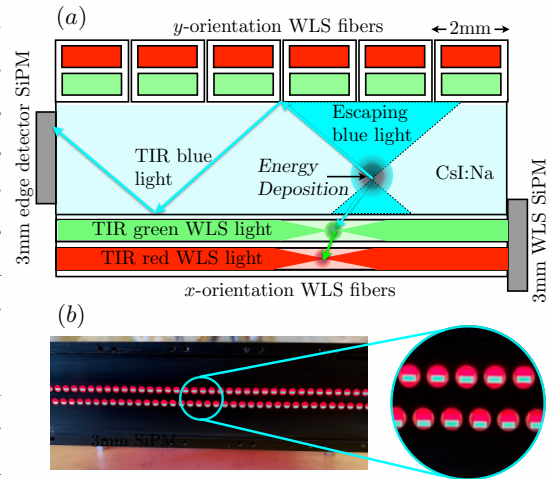 (a)
y-orientation WLS fibers
2mm
3mm edge detector SiPM
Escaping
blue light
TIR blue
light
Energy
Deposition
CsI:Na
TIR green WLS light
TIR red WLS light
3mm WLS SiPM
x-orientation WLS fibers
(b)
3mm SiPM